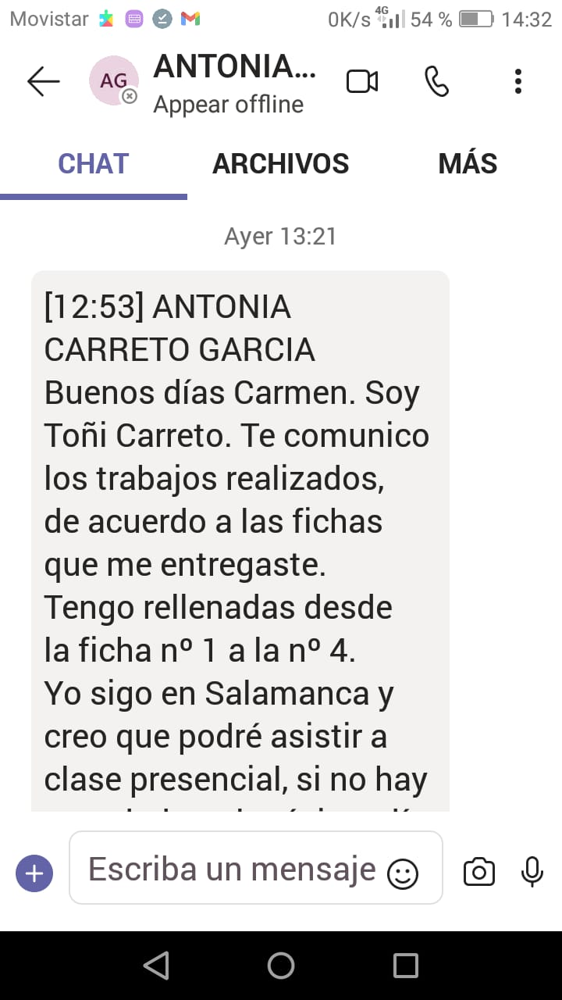 Movistar 0K/s 4G 54 % 14:32
AG ANTONIA...
Appear offline
CHAT ARCHIVOS MÁS
Ayer 13:21
[12:53] ANTONIA
CARRETO GARCIA
Buenos días Carmen. Soy
Toñi Carreto. Te comunico
los trabajos realizados,
de acuerdo a las fichas
que me entregaste.
Tengo rellenadas desde
la ficha nº 1 a la nº 4.
Yo sigo en Salamanca y
creo que podré asistir a
clase presencial, si no hay
Escriba un mensaje